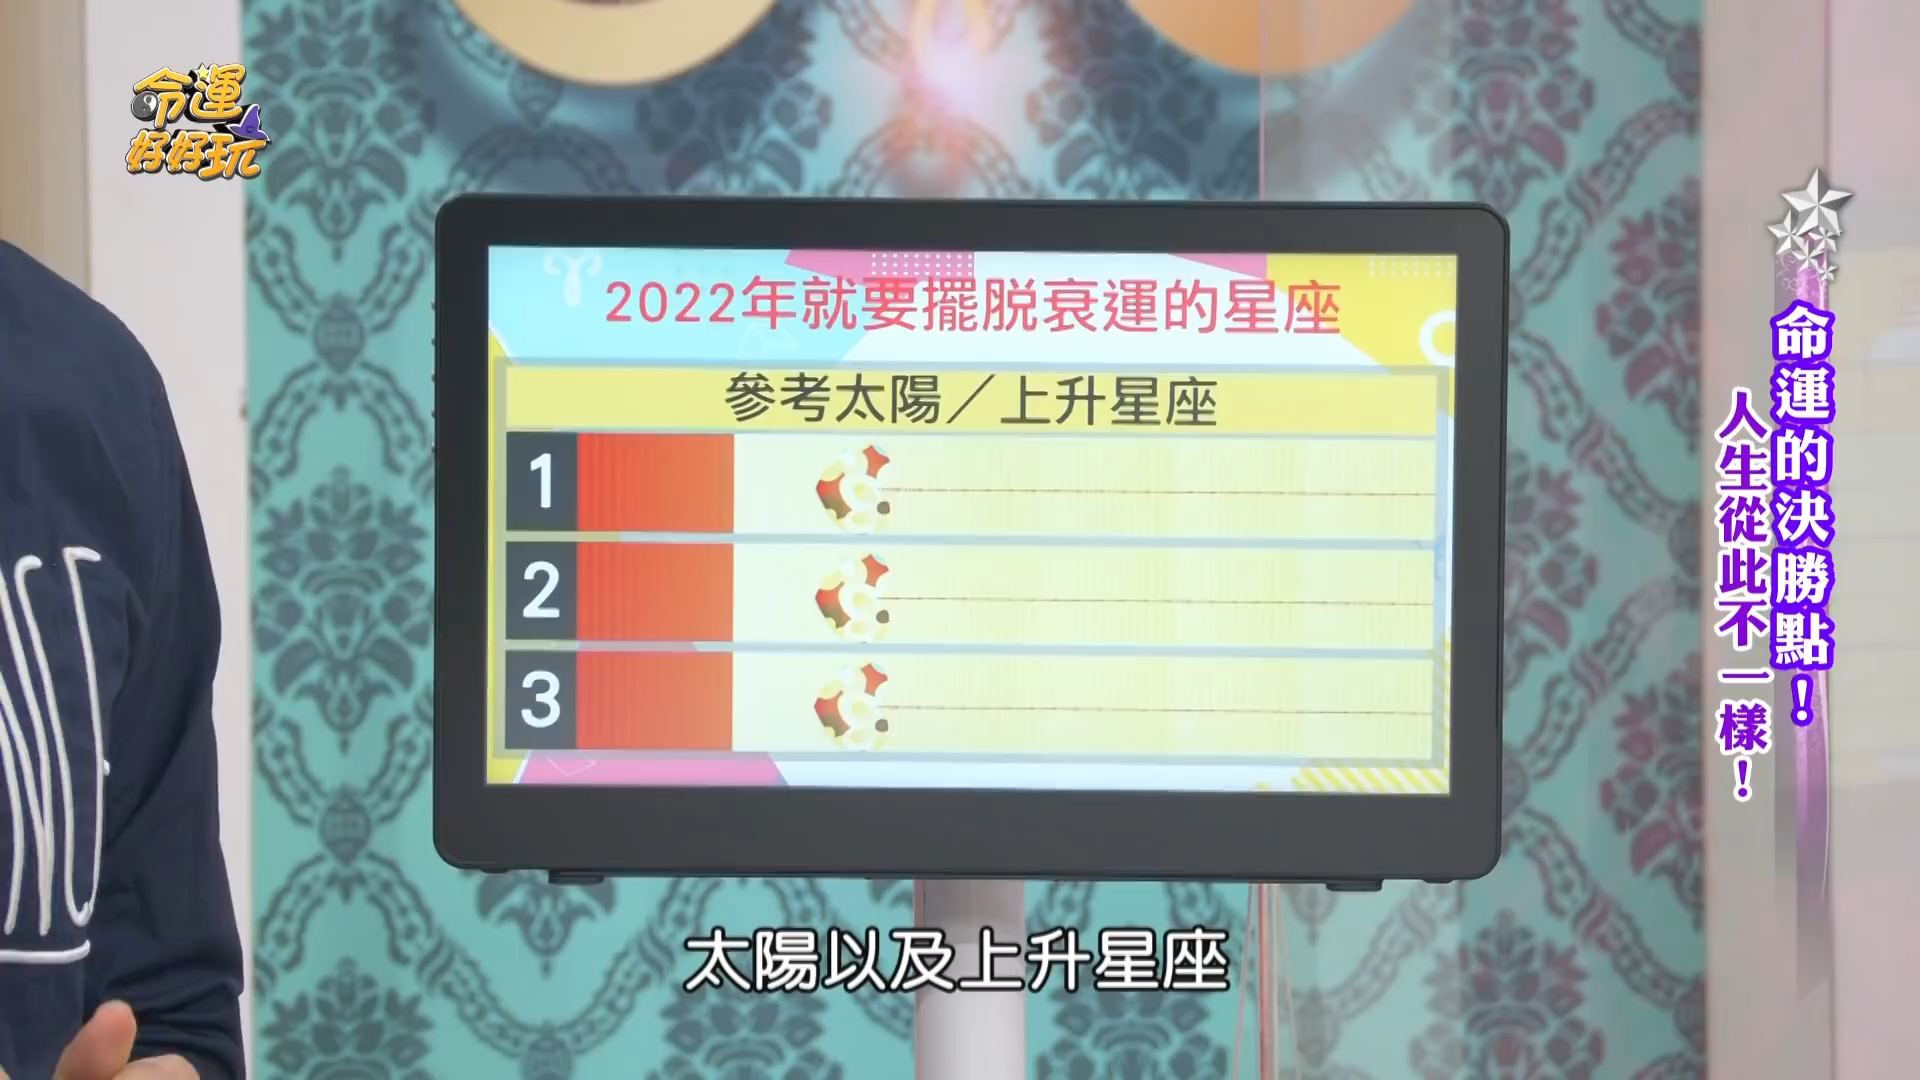 命運
好好玩
2022年就要擺脫衰運的星座
參考太陽／上升星座
1
2
3
命運的決勝點！
人生從此不一樣！
太陽以及上升星座